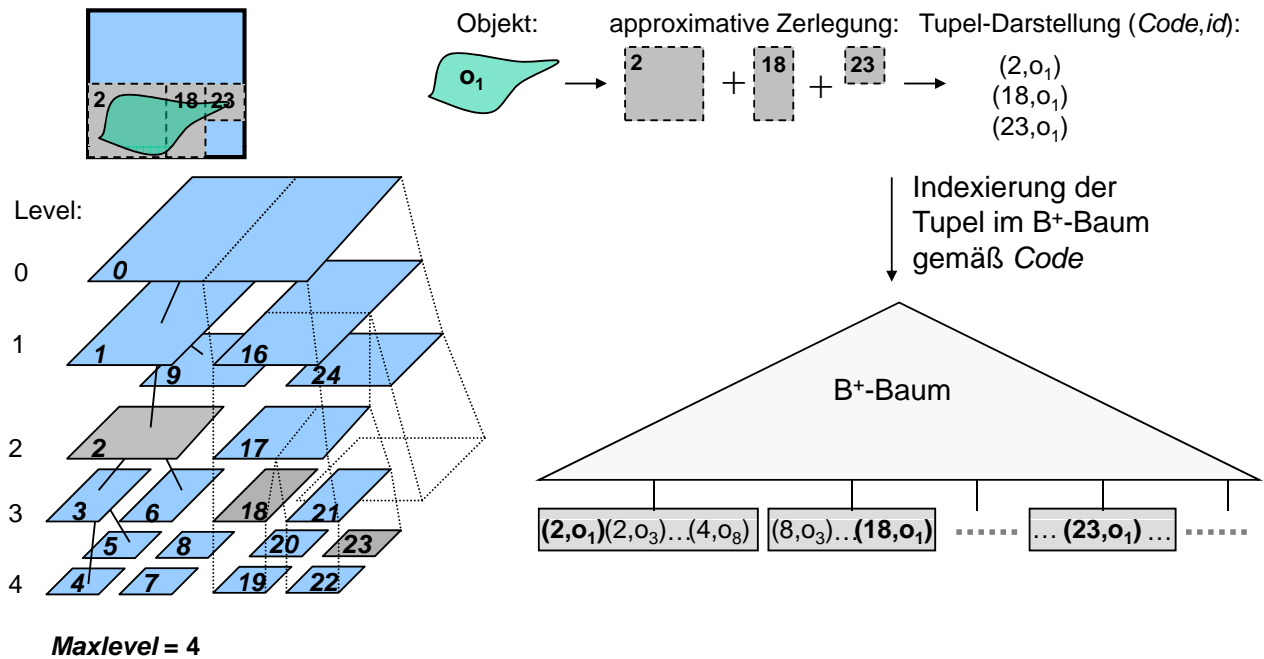 Objekt:
approximative Zerlegung:
Tupel-Darstellung (Code,id):
2
18
23
o1
2
+
18
+
23
(2,o1)
(18,o1)
(23,o1)
Indexierung der
Tupel im B+-Baum
gemäß Code
Level:
0
0
1
1
16
9
24
2
2
17
3
3
6
18
21
5
8
20
23
4
4
7
19
22
Maxlevel = 4
B+-Baum
(2,o1)(2,o3)…(4,o8)
(8,o3)…(18,o1)
… (23,o1) …